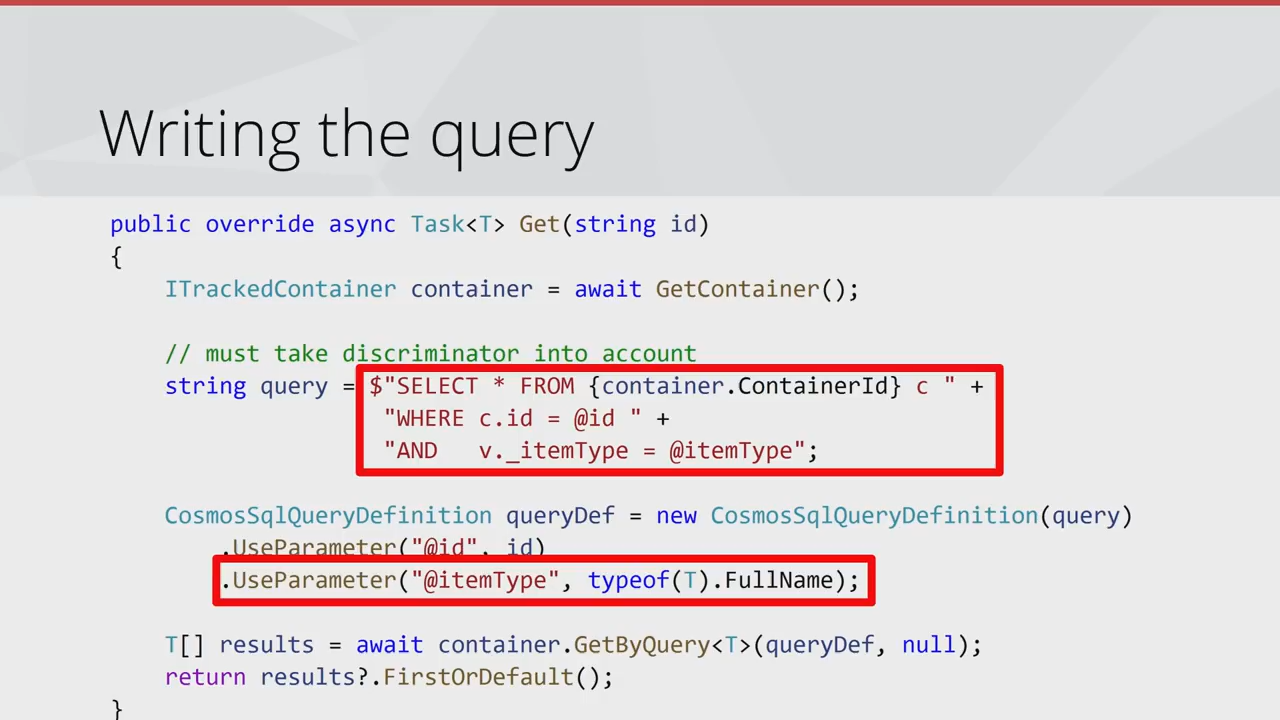 Writing the query
public override async Task<T> Get(string id)
{
ITrackedContainer container = await GetContainer();
// must take discriminator into account
string query = $"SELECT * FROM {container.ContainerId} c " +
"WHERE c.id = @id " +
"AND   v._itemType = @itemType";
CosmosSqlQueryDefinition queryDef = new CosmosSqlQueryDefinition(query)
.UseParameter("@id", id)
.UseParameter("@itemType", typeof(T).FullName);
T[] results = await container.GetByQuery<T>(queryDef, null);
return results?.FirstOrDefault();
}